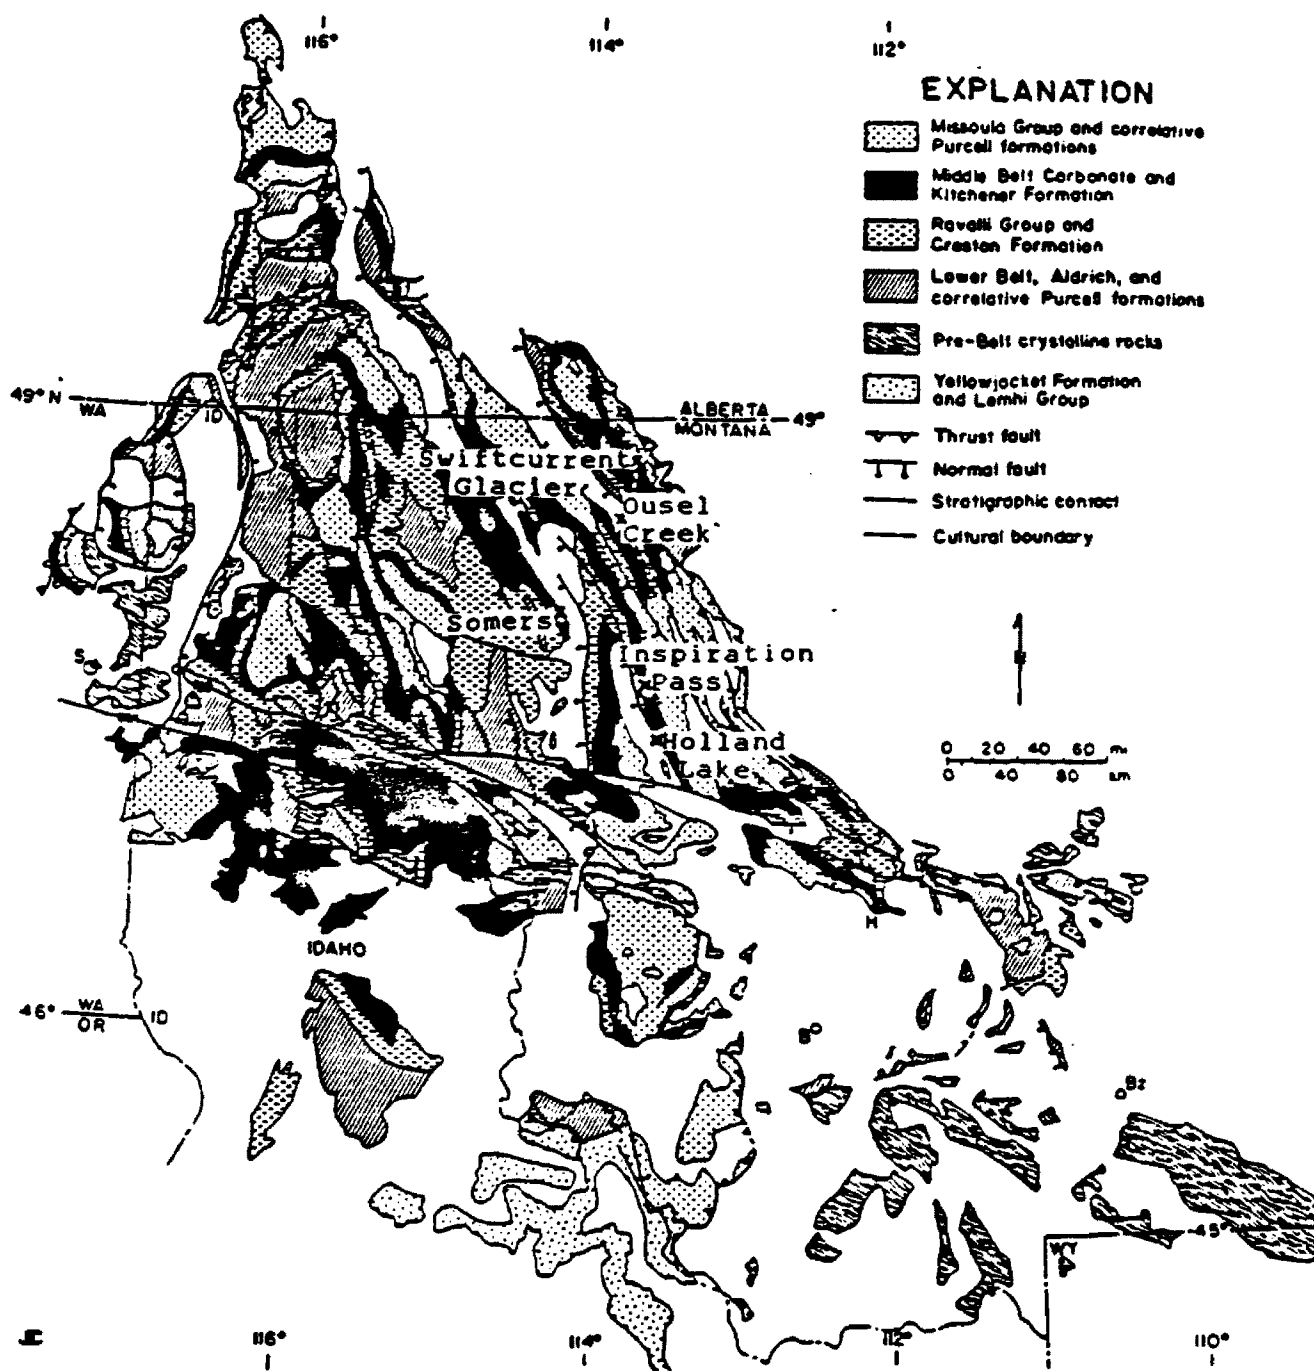 116°
114°
112°
EXPLANATION
Missoula Group and correlative
Purcell formations
Middle Belt Carbonate and
Kitchener Formation
Ravalli Group and
Creston Formation
Lower Belt, Aldrich, and
correlative Purcell formations
Pre-Belt crystalline rocks
Yellowjacket Formation
and Lemhi Group
Thrust fault
Normal fault
Stratigraphic contact
Cultural boundary
49° N
WA
ID
ALBERTA
MONTANA
49°
Swiftcurrent
Glacier
Ousel
Creek
Somers
S
Inspiration
Pass
Holland
Lake
0 20 40 60 mi
0 40 80 km
H
IDAHO
46°
WA
OR
ID
B
Bz
45°
WY
116°
114°
112°
110°